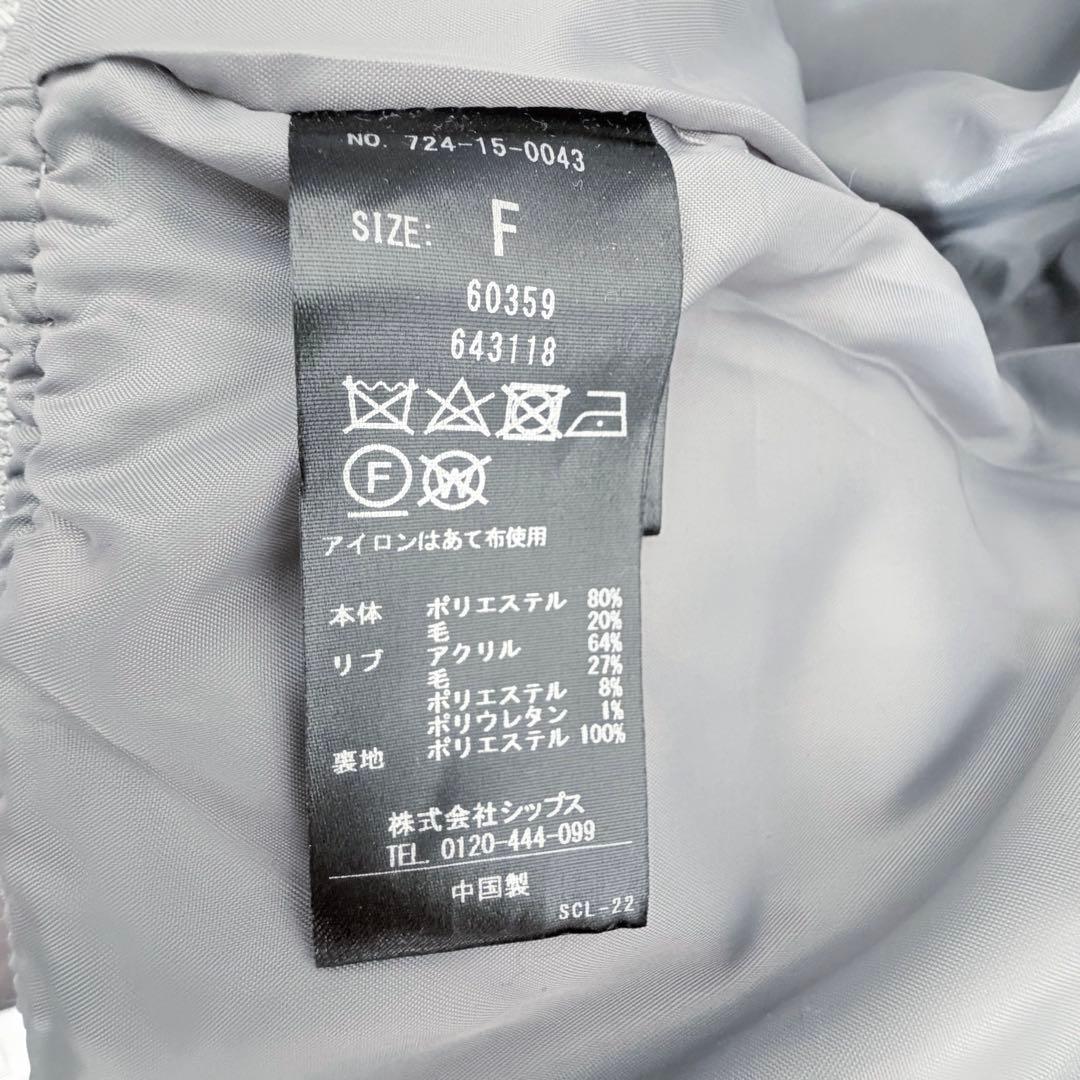 NO. 724-15-0043
SIZE: F
60359
643118
F W
アイロンはあて布使用
本体 ポリエステル 80%
毛 20%
リブ アクリル 64%
毛 27%
ポリエステル 8%
ポリウレタン 1%
裏地 ポリエステル 100%
株式会社シップス
TEL. 0120-444-099
中国製
SCL-22